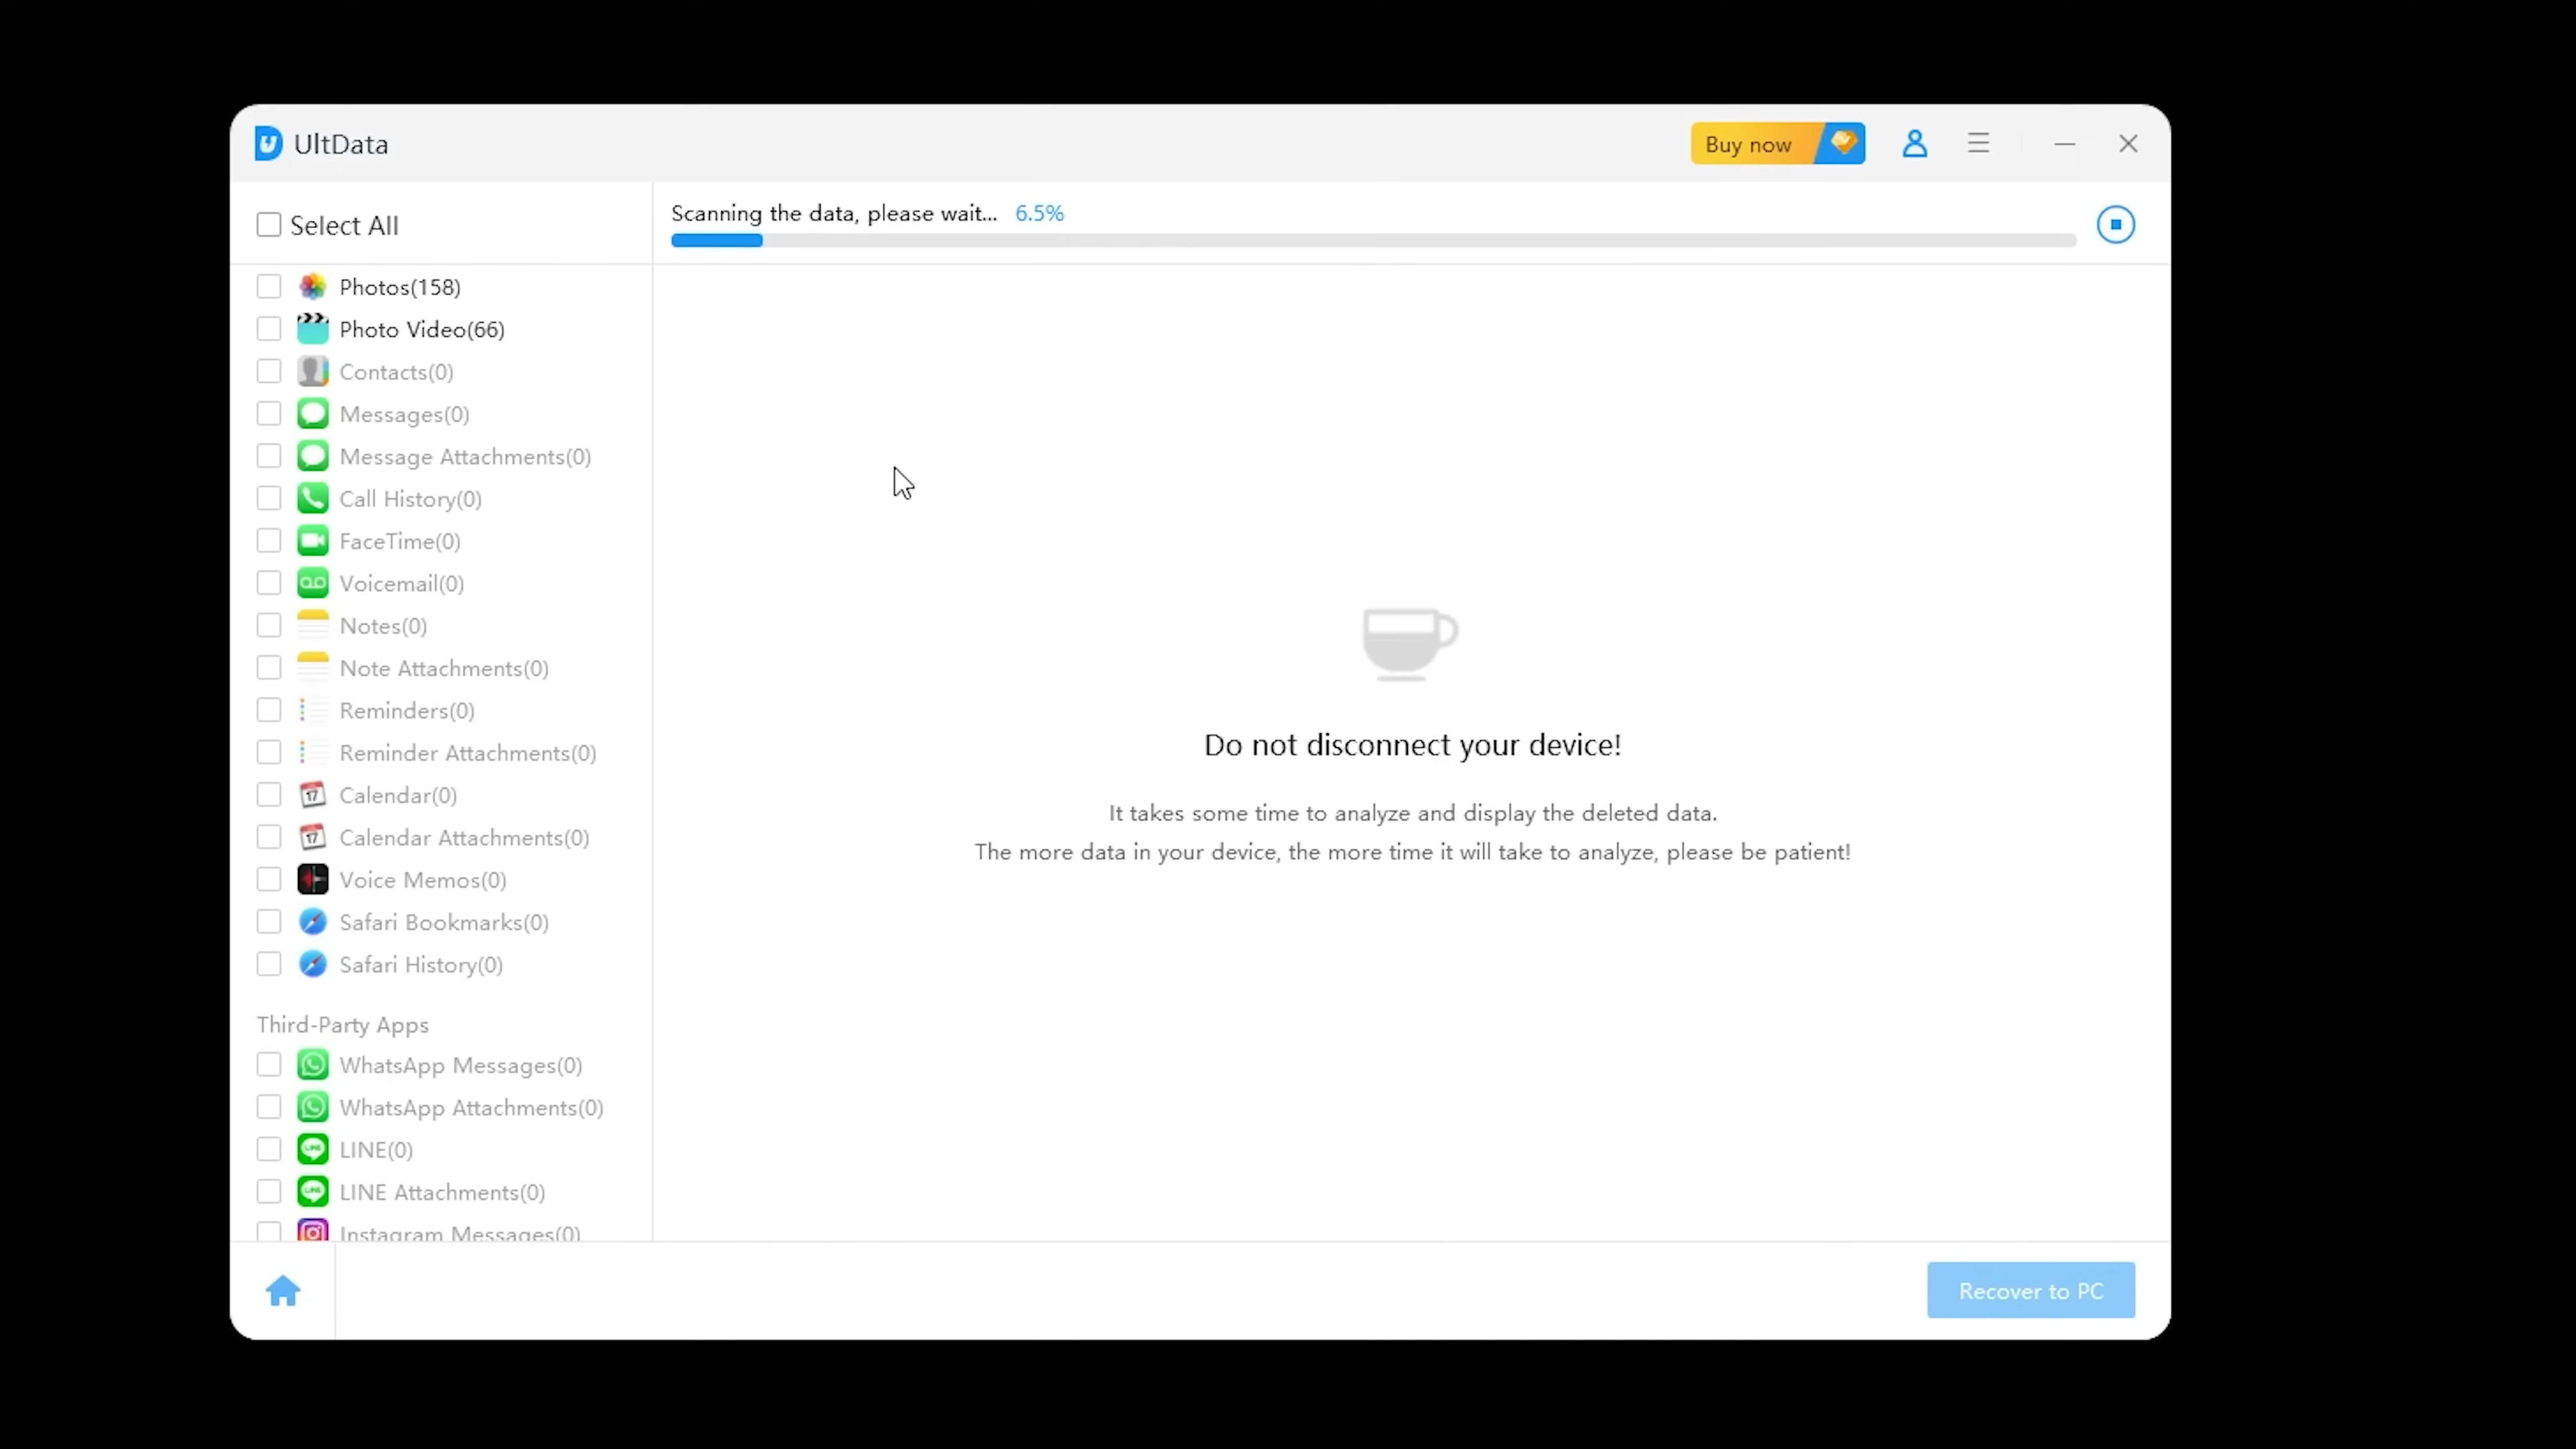 UltData
Buy now
Select All
Scanning the data, please wait... 6.5%
Photos(158)
Photo Video(66)
Contacts(0)
Messages(0)
Message Attachments(0)
Call History(0)
FaceTime(0)
Voicemail(0)
Notes(0)
Note Attachments(0)
Reminders(0)
Reminder Attachments(0)
17
Calendar(0)
17
Calendar Attachments(0)
Voice Memos(0)
Safari Bookmarks(0)
Safari History(0)
Third-Party Apps
WhatsApp Messages(0)
WhatsApp Attachments(0)
LINE(0)
LINE Attachments(0)
Instagram Messages(0)
Do not disconnect your device!
It takes some time to analyze and display the deleted data.
The more data in your device, the more time it will take to analyze, please be patient!
Recover to PC